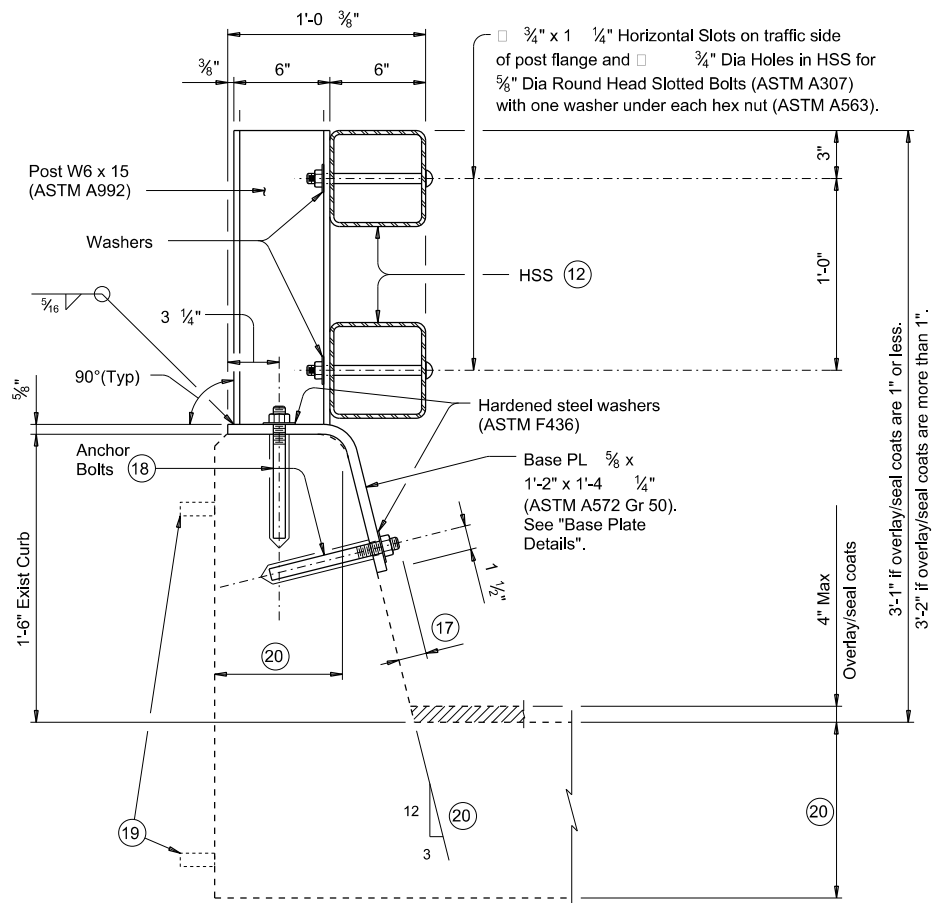 1'-0 ⅜"
⅜"
6"
6"
□ ¾" x 1 ¼" Horizontal Slots on traffic side
of post flange and □ ¾" Dia Holes in HSS for
⅝" Dia Round Head Slotted Bolts (ASTM A307)
with one washer under each hex nut (ASTM A563).
Post W6 x 15
(ASTM A992)
Washers
3"
1'-0"
HSS 12
5/16
3 ¼"
90°(Typ)
⅝"
Hardened steel washers
(ASTM F436)
Anchor
Bolts 18
Base PL ⅝ x
1'-2" x 1'-4 ¼"
(ASTM A572 Gr 50).
See "Base Plate
Details".
1 ½"
17
20
1'-6" Exist Curb
4" Max
Overlay/seal coats
3'-1" if overlay/seal coats are 1" or less.
3'-2" if overlay/seal coats are more than 1".
12
3
20
20
19